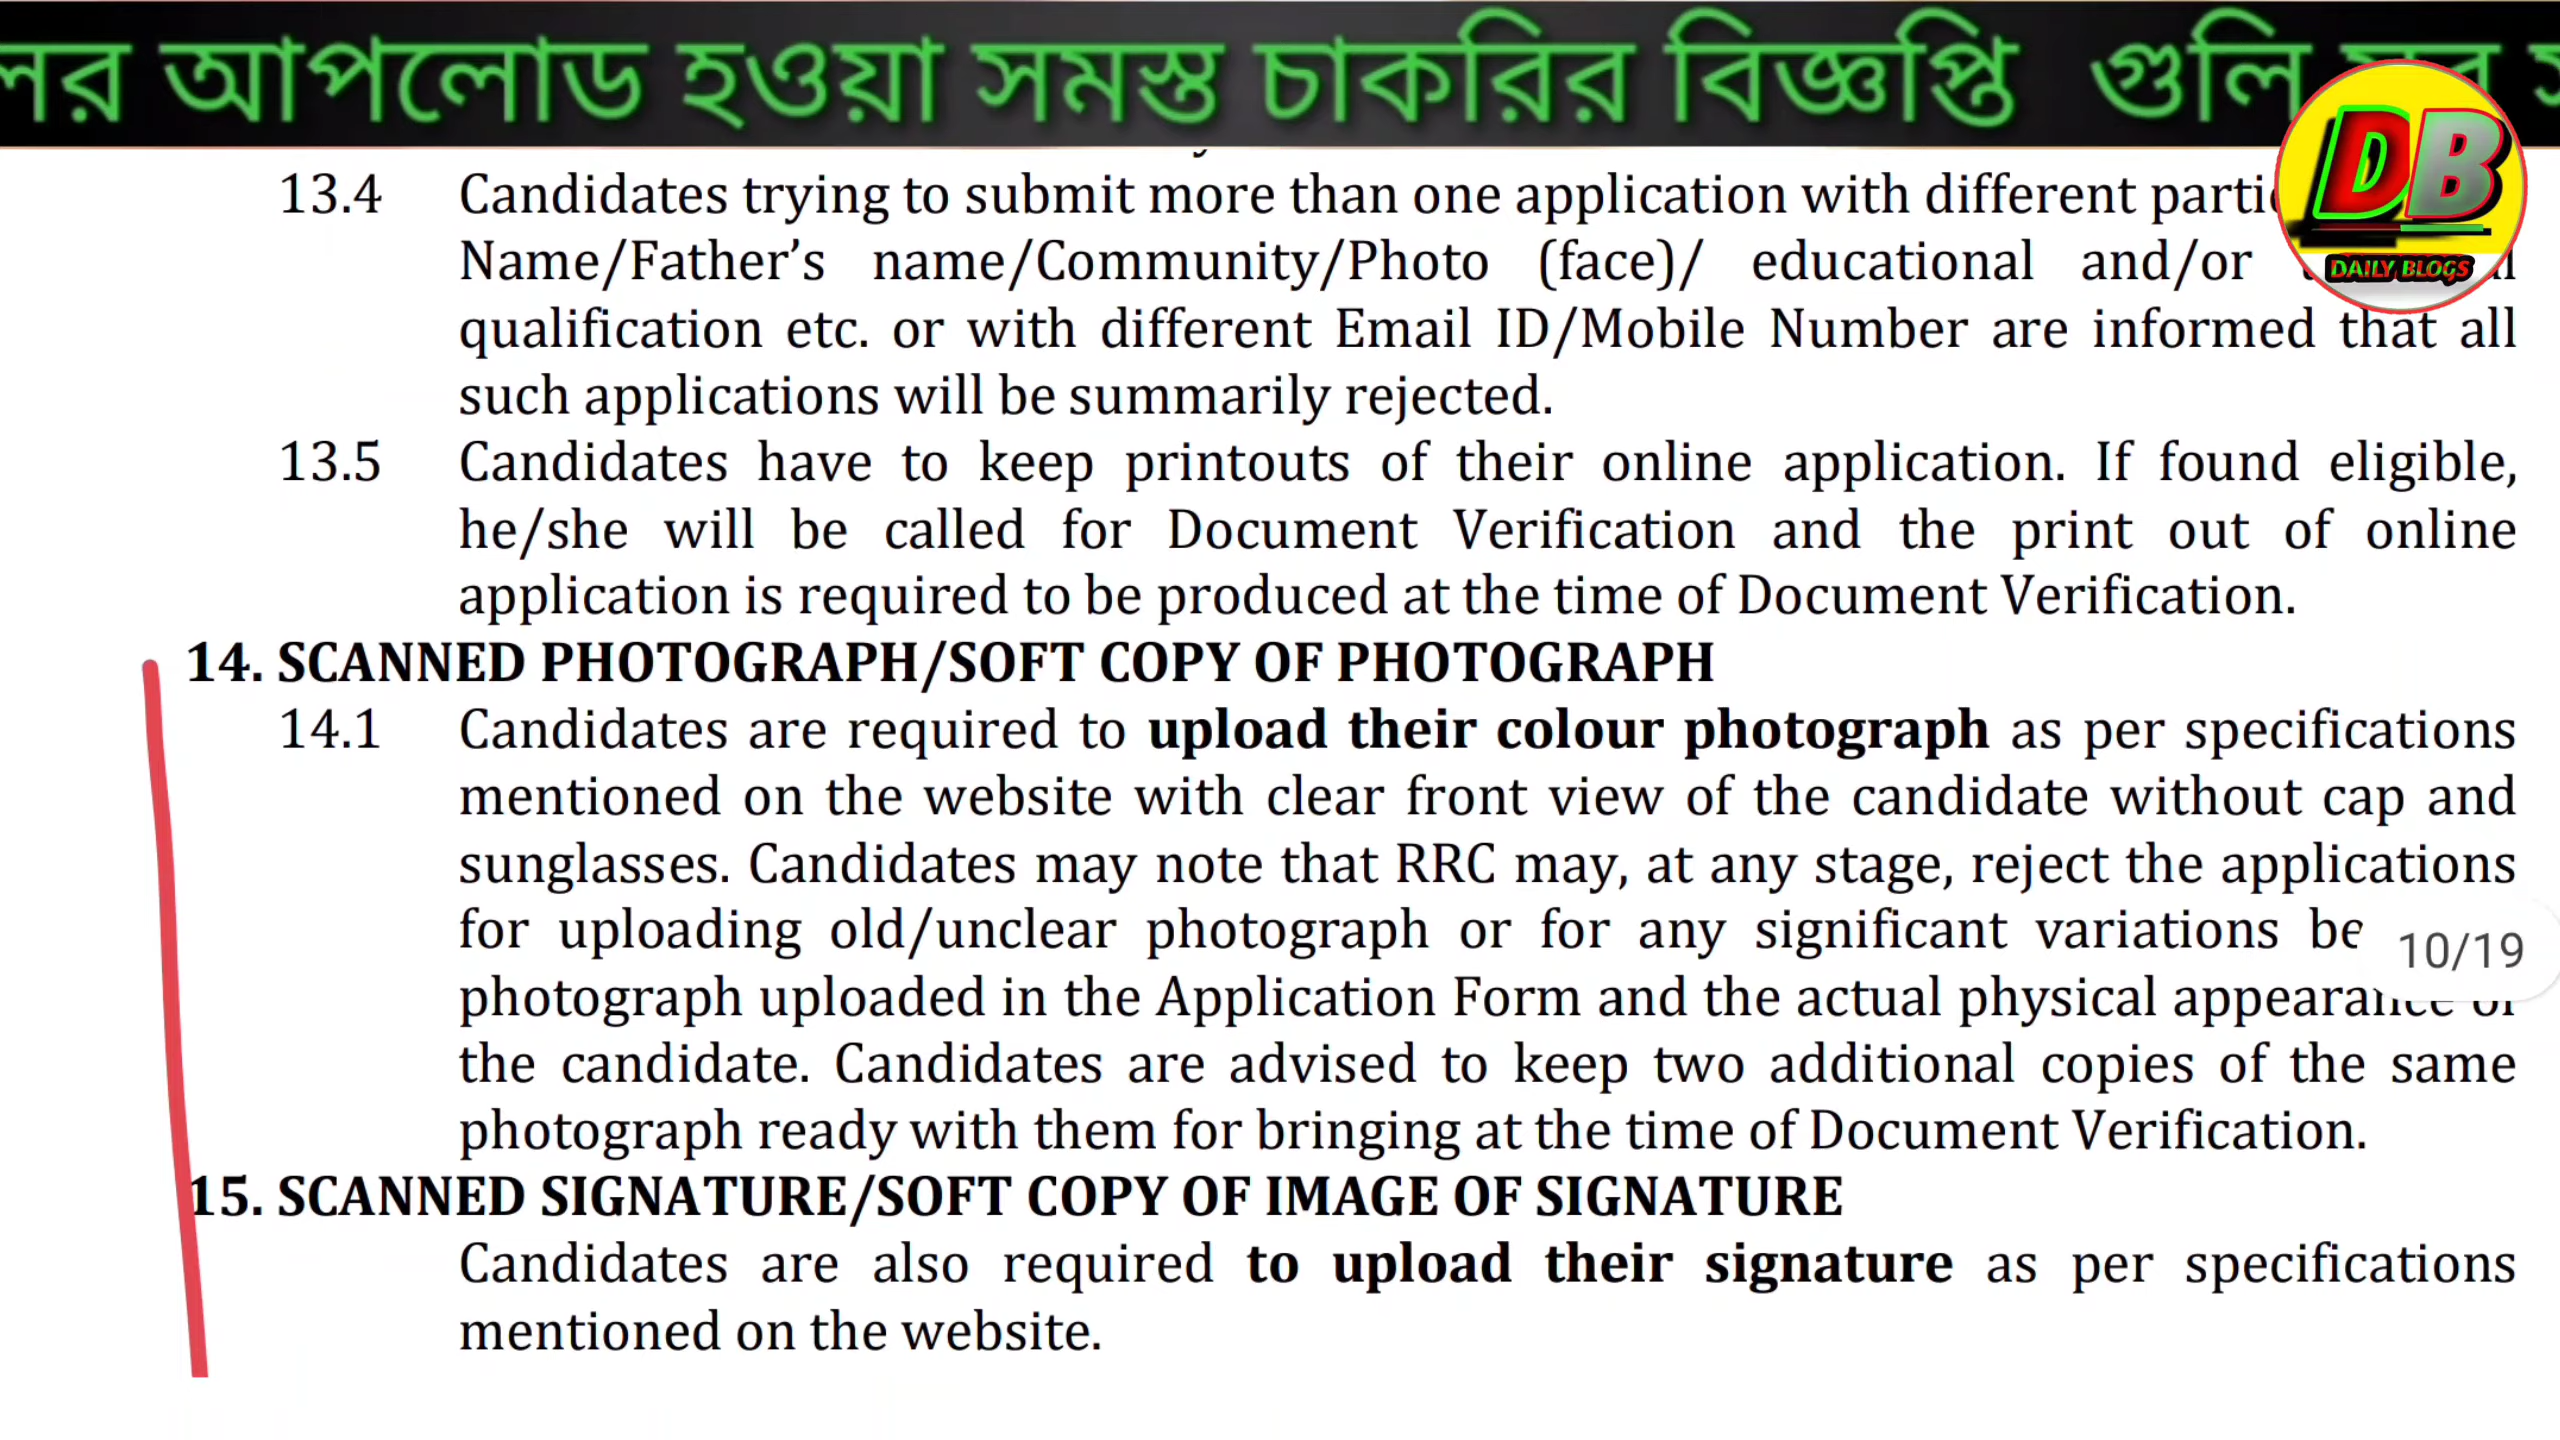 আপলোড হওয়া সমস্ত চাকরির বিজ্ঞপ্তি গুলি
DB
DAILY BLOGS
13.4 Candidates trying to submit more than one application with different
Name/Father's name/Community/Photo (face)/ educational and/or
qualification etc. or with different Email ID/Mobile Number are informed that all
such applications will be summarily rejected.
13.5 Candidates have to keep printouts of their online application. If found eligible,
he/she will be called for Document Verification and the print out of online
application is required to be produced at the time of Document Verification.
14. SCANNED PHOTOGRAPH/SOFT COPY OF PHOTOGRAPH
14.1 Candidates are required to upload their colour photograph as per specifications
mentioned on the website with clear front view of the candidate without cap and
sunglasses. Candidates may note that RRC may, at any stage, reject the applications
for uploading old/unclear photograph or for any significant variations
10/19
photograph uploaded in the Application Form and the actual physical appearance of
the candidate. Candidates are advised to keep two additional copies of the same
photograph ready with them for bringing at the time of Document Verification.
15. SCANNED SIGNATURE/SOFT COPY OF IMAGE OF SIGNATURE
Candidates are also required to upload their signature as per specifications
mentioned on the website.